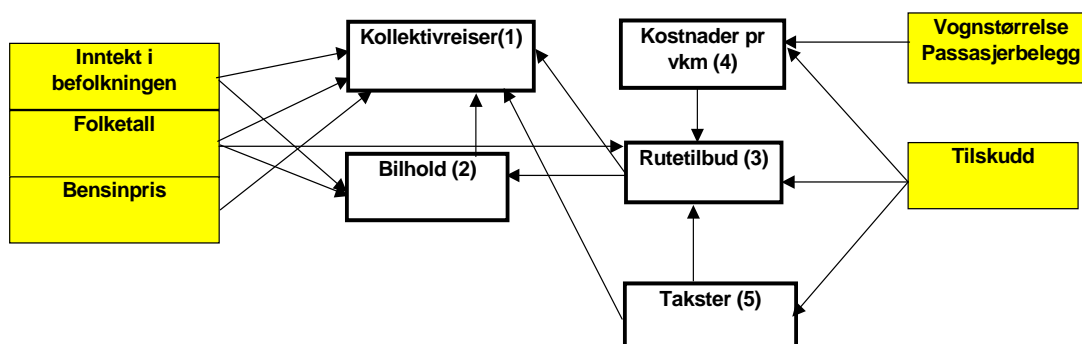 Inntekt i
befolkningen
Folketall
Bensinpris
Kollektivreiser(1)
Bilhold (2)
Kostnader pr
vkm (4)
Rutetilbud (3)
Takster (5)
Vognstørrelse
Passasjerbelegg
Tilskudd